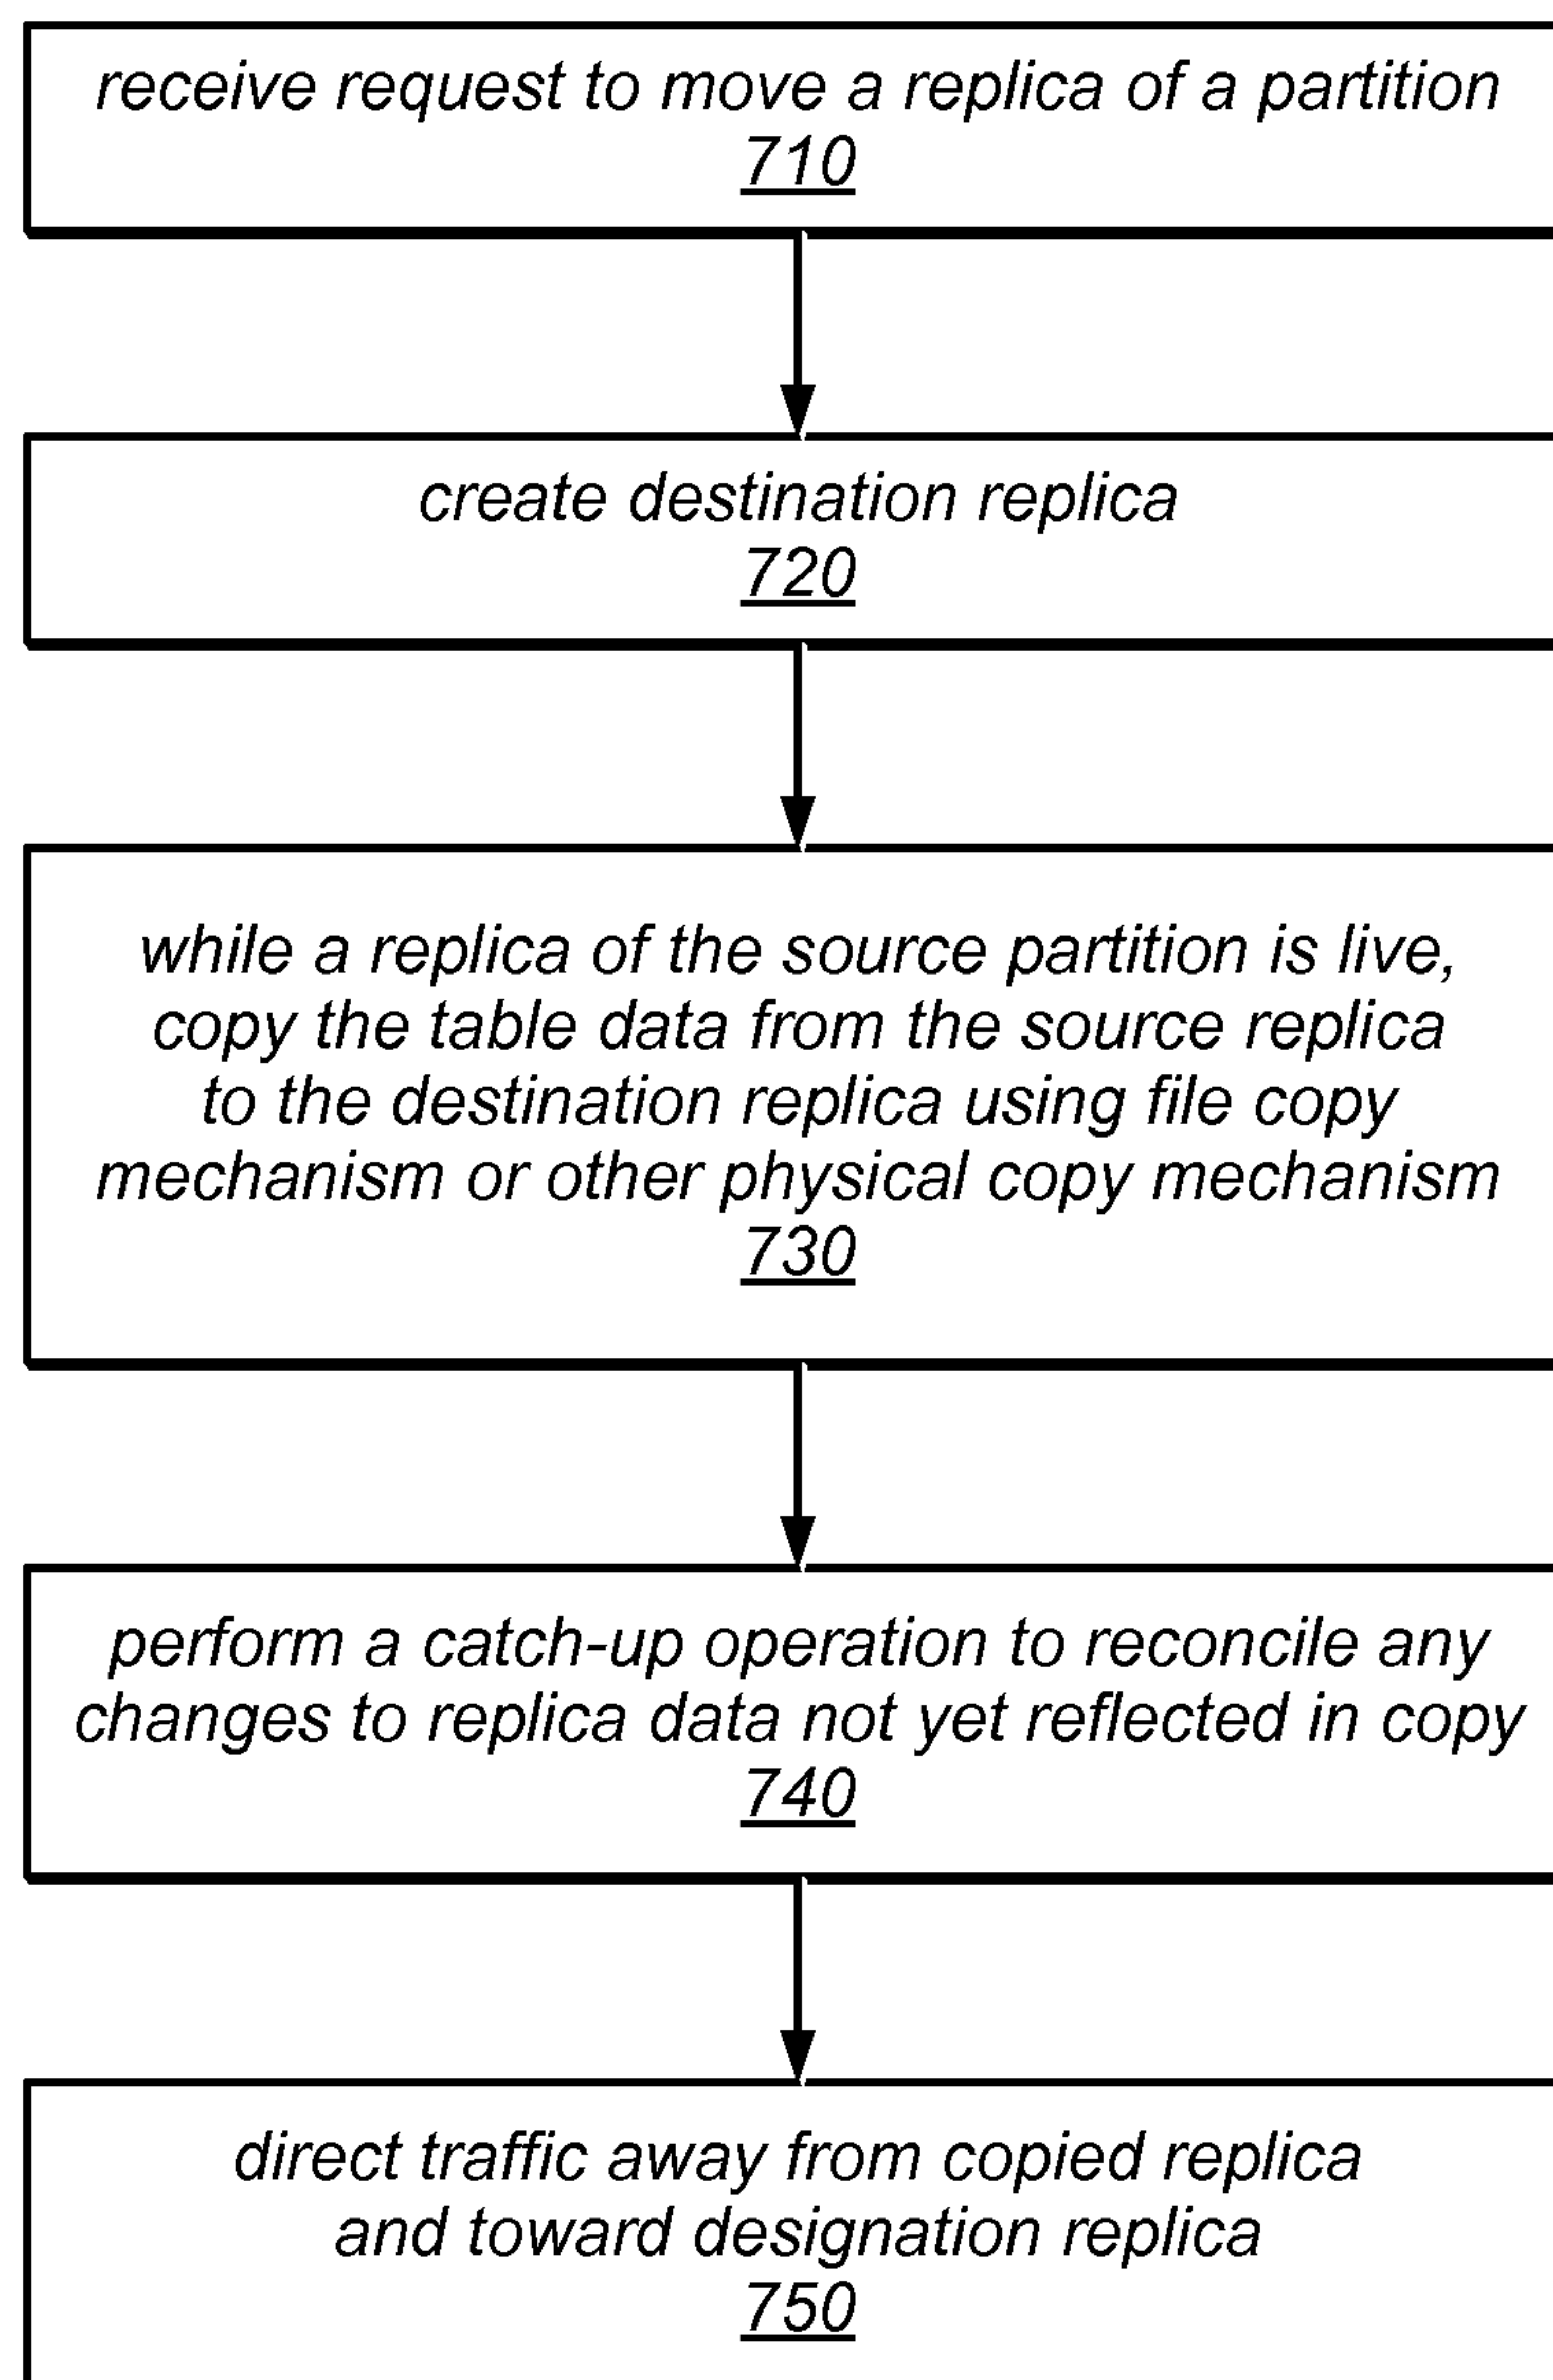 receive request to move a replica of a partition
710
create destination replica
720
while a replica of the source partition is live,
copy the table data from the source replica
to the destination replica using file copy
mechanism or other physical copy mechanism
730
perform a catch-up operation to reconcile any
changes to replica data not yet reflected in copy
740
direct traffic away from copied replica
and toward designation replica
750